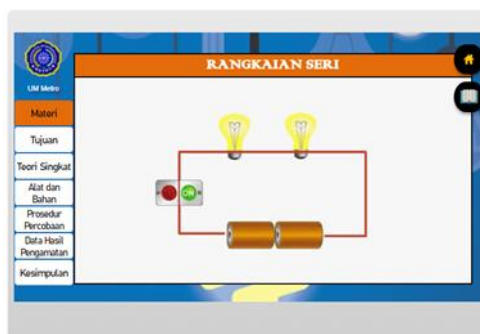 RANGKAIAN SERI
UM Metro
Materi
Tujuan
Teori Singkat
Alat dan
Bahan
Prosedur
Percobaan
Data Hasil
Pengamatan
Kesimpulan
ON